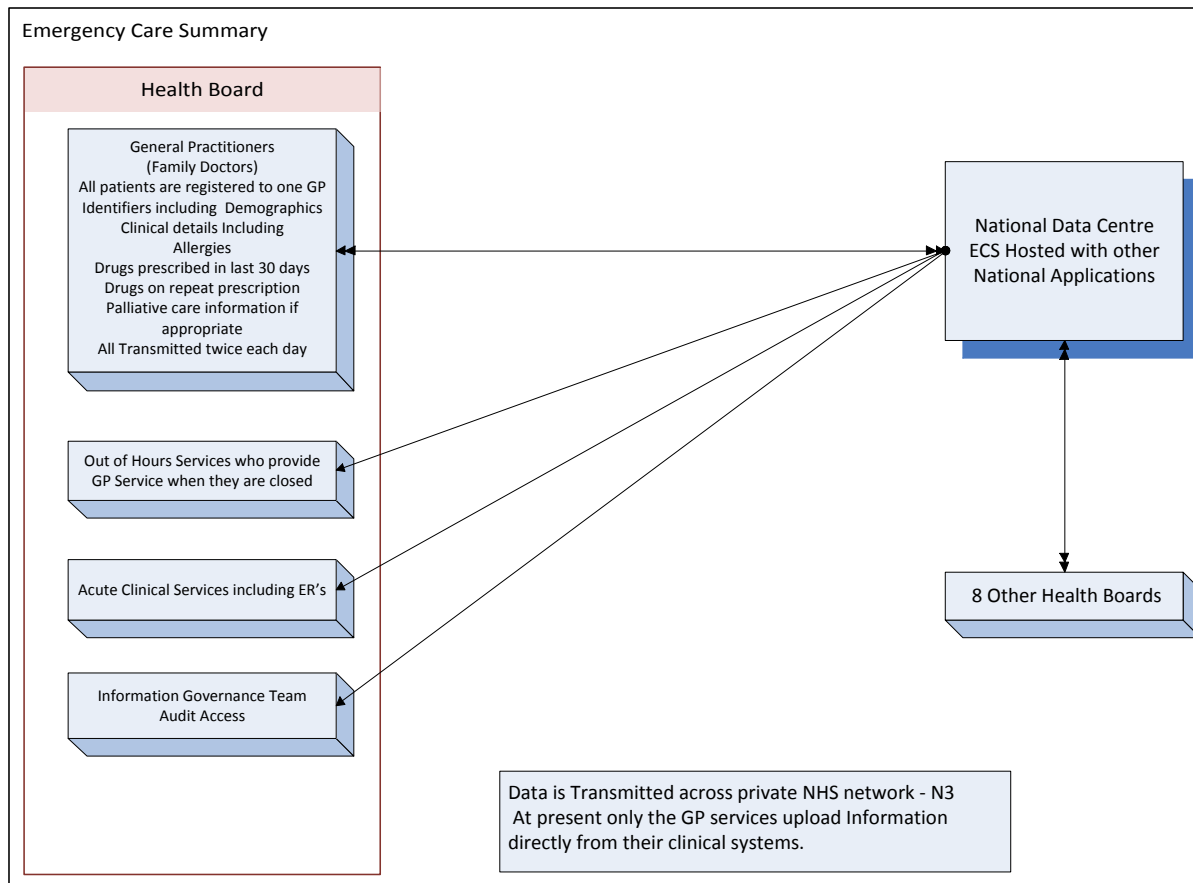 Emergency Care Summary
Health Board
General Practitioners
(Family Doctors)
All patients are registered to one GP
Identifiers including Demographics
Clinical details Including
Allergies
Drugs prescribed in last 30 days
Drugs on repeat prescription
Palliative care information if
appropriate
All Transmitted twice each day
Out of Hours Services who provide
GP Service when they are closed
Acute Clinical Services including ER's
Information Governance Team
Audit Access
National Data Centre
ECS Hosted with other
National Applications
8 Other Health Boards
Data is Transmitted across private NHS network - N3
At present only the GP services upload Information
directly from their clinical systems.